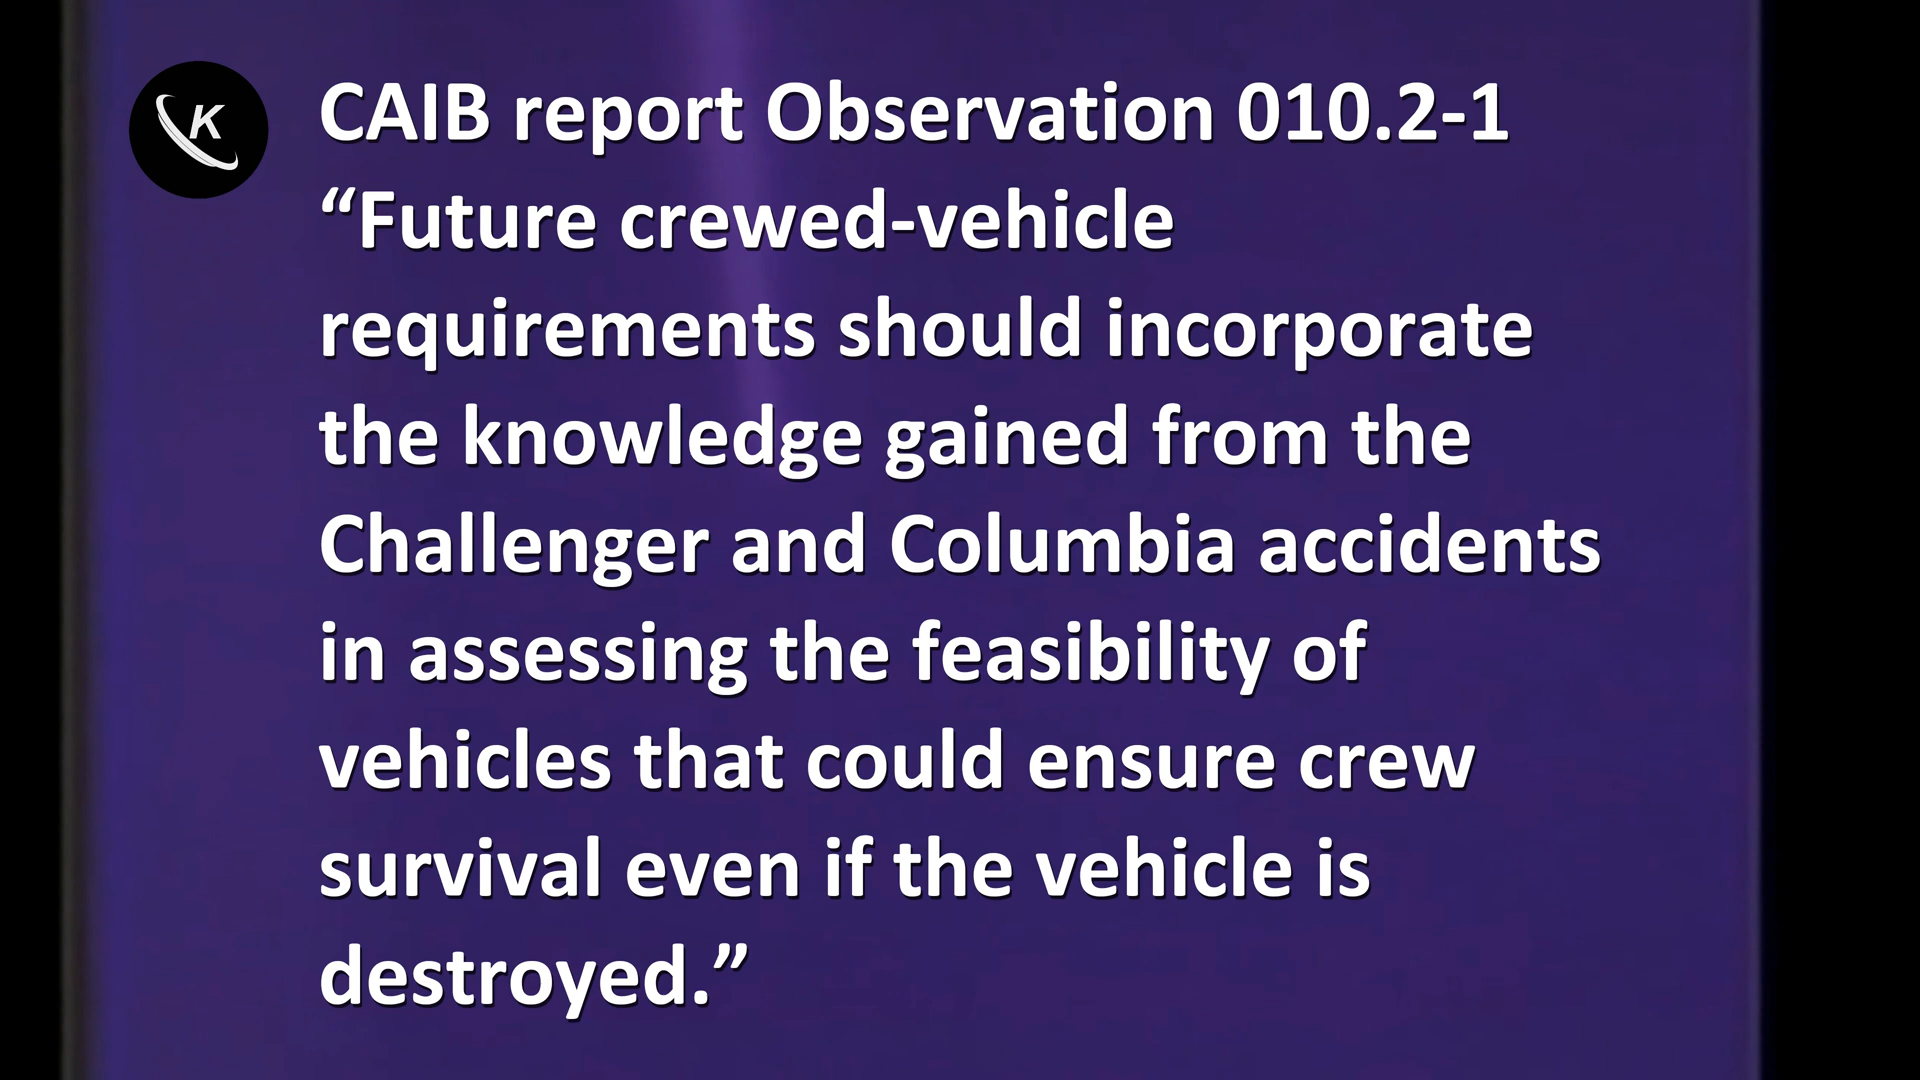 K
CAIB report Observation 010.2-1
“Future crewed-vehicle
requirements should incorporate
the knowledge gained from the
Challenger and Columbia accidents
in assessing the feasibility of
vehicles that could ensure crew
survival even if the vehicle is
destroyed.”